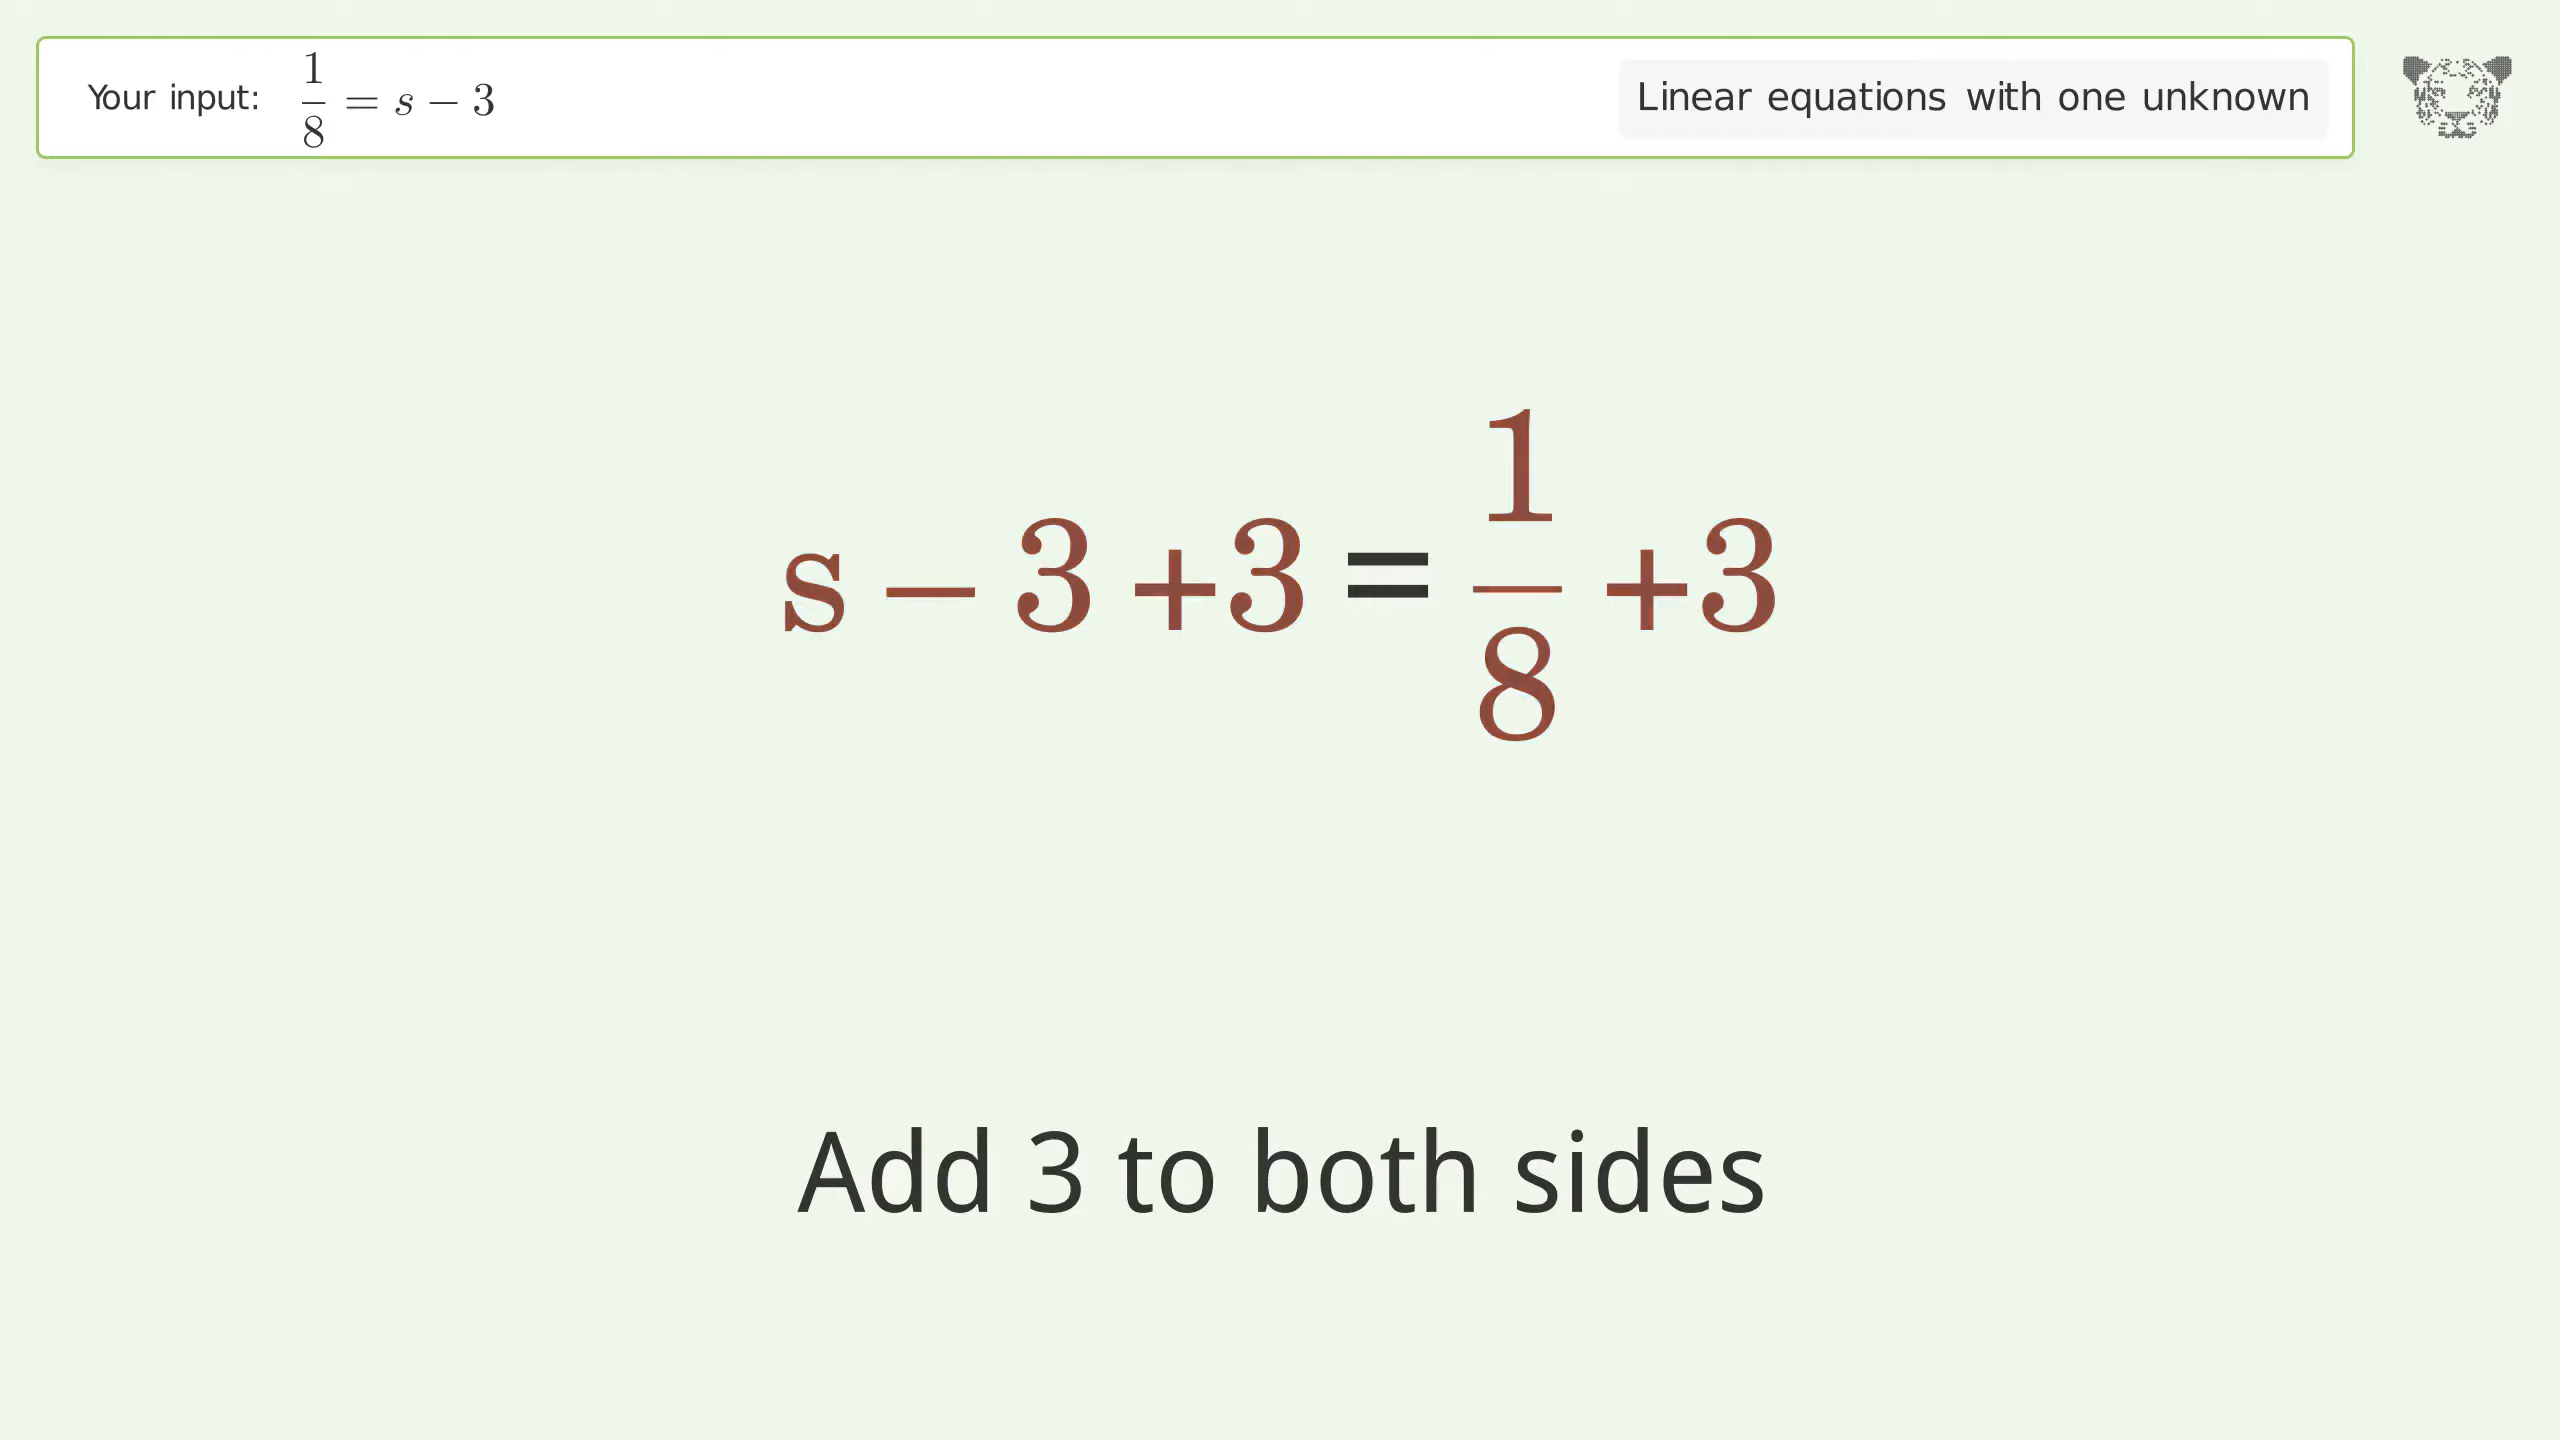 Your input: 1/8 = s − 3
Linear equations with one unknown
s − 3 +3 = 1/8 +3
Add 3 to both sides